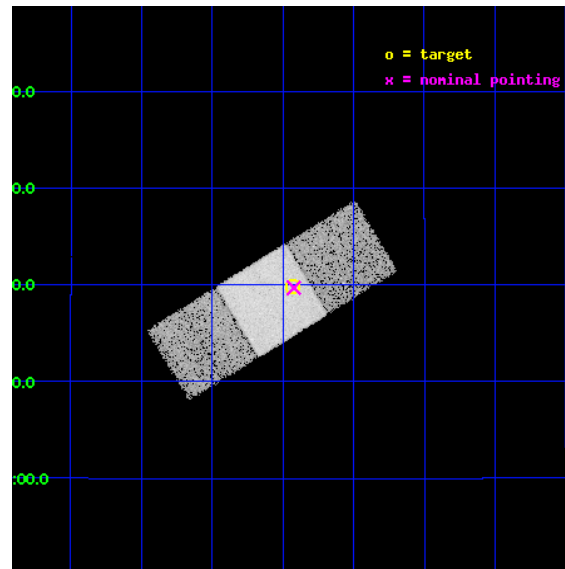 o = target
x = nominal pointing
0.0
0.0
0.0
0.0
:00.0